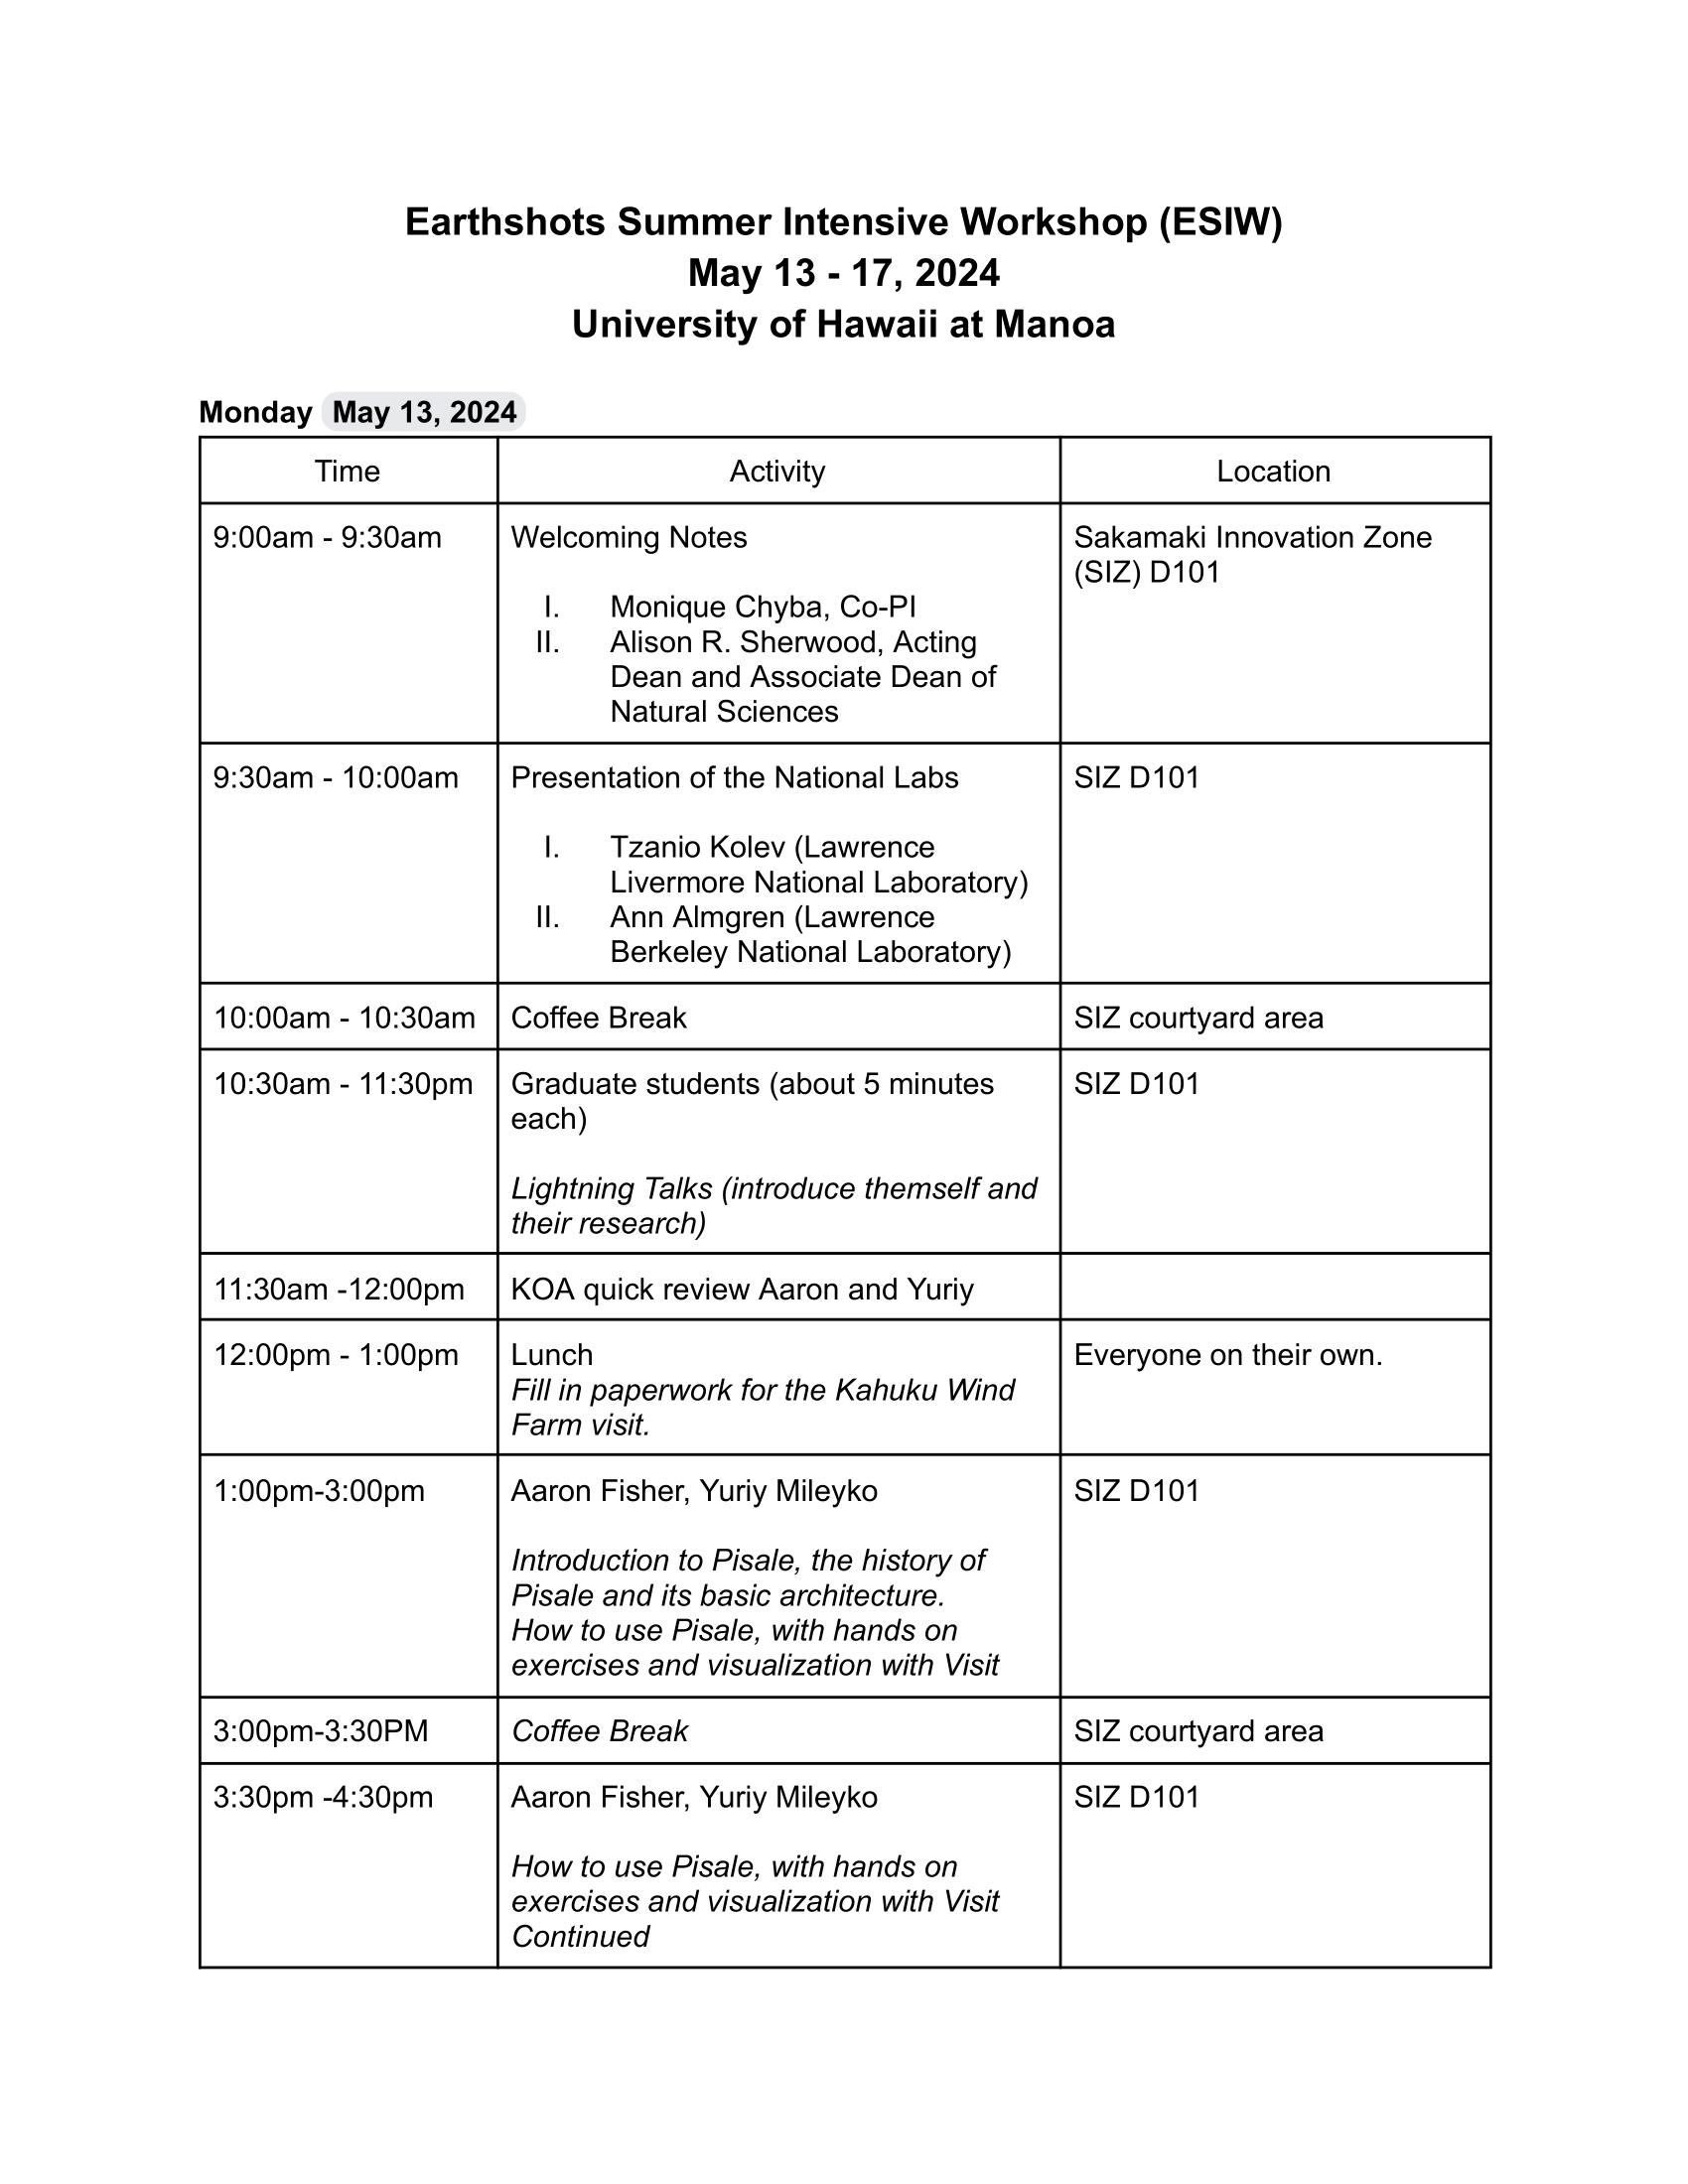 Earthshots Summer Intensive Workshop (ESIW)
May 13 - 17, 2024
University of Hawaii at Manoa
Monday May 13, 2024
Time Activity Location
9:00am - 9:30am Welcoming Notes Sakamaki Innovation Zone
(SIZ) D101
I. Monique Chyba, Co-PI
II. Alison R. Sherwood, Acting
Dean and Associate Dean of
Natural Sciences
9:30am - 10:00am Presentation of the National Labs SIZ D101
I. Tzanio Kolev (Lawrence
Livermore National Laboratory)
II. Ann Almgren (Lawrence
Berkeley National Laboratory)
10:00am - 10:30am Coffee Break SIZ courtyard area
10:30am - 11:30pm Graduate students (about 5 minutes SIZ D101
each)
Lightning Talks (introduce themself and
their research)
11:30am -12:00pm KOA quick review Aaron and Yuriy
12:00pm - 1:00pm Lunch Everyone on their own.
Fill in paperwork for the Kahuku Wind
Farm visit.
1:00pm-3:00pm Aaron Fisher, Yuriy Mileyko SIZ D101
Introduction to Pisale, the history of
Pisale and its basic architecture.
How to use Pisale, with hands on
exercises and visualization with Visit
3:00pm-3:30PM Coffee Break SIZ courtyard area
3:30pm -4:30pm Aaron Fisher, Yuriy Mileyko SIZ D101
How to use Pisale, with hands on
exercises and visualization with Visit
Continued